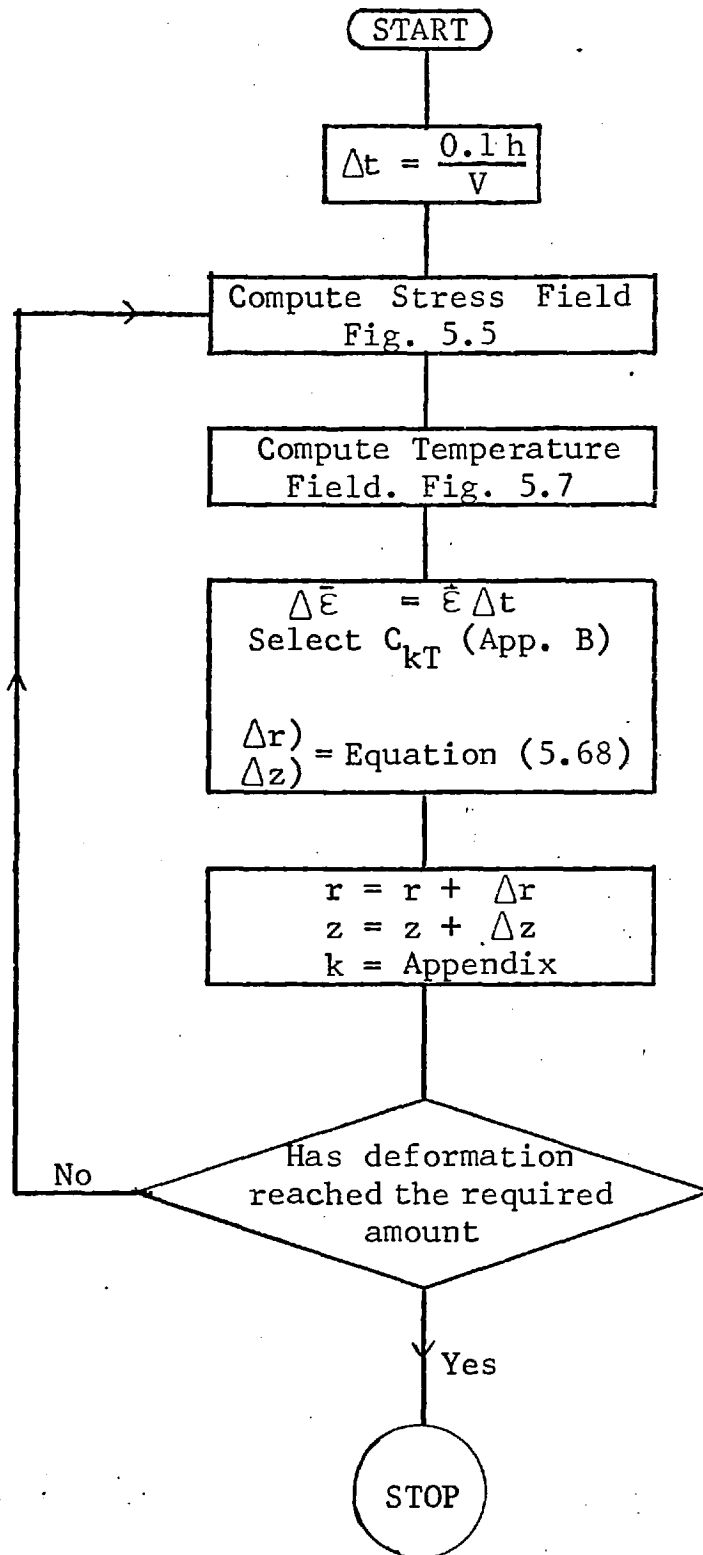 START
Δt = 0.1 h / V
Compute Stress Field
Fig. 5.5
Compute Temperature
Field. Fig. 5.7
Δε̄ = ε̄̇ Δt
Select C_kT (App. B)
Δr)
Δz) = Equation (5.68)
r = r + Δr
z = z + Δz
k = Appendix
Has deformation
reached the required
amount
No
Yes
STOP